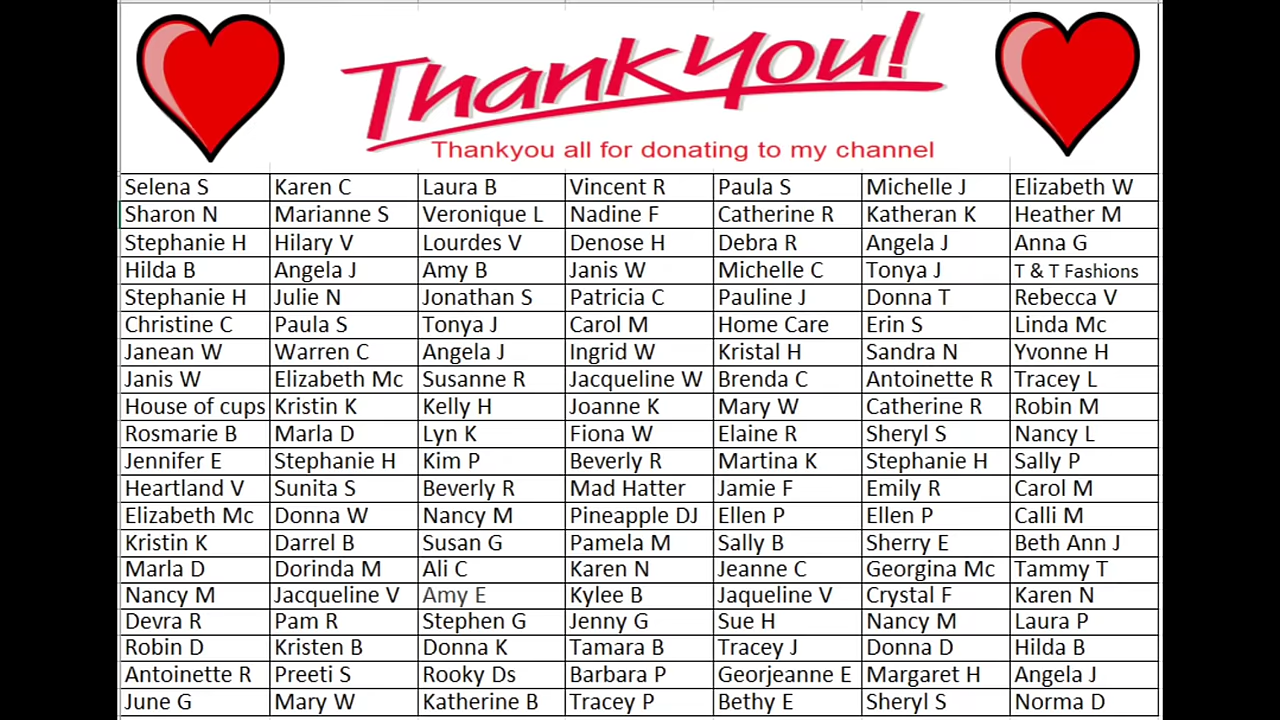 Thank You!
Thankyou all for donating to my channel
Selena S Karen C Laura B Vincent R Paula S Michelle J Elizabeth W
Sharon N Marianne S Veronique L Nadine F Catherine R Katheran K Heather M
Stephanie H Hilary V Lourdes V Denose H Debra R Angela J Anna G
Hilda B Angela J Amy B Janis W Michelle C Tonya J T & T Fashions
Stephanie H Julie N Jonathan S Patricia C Pauline J Donna T Rebecca V
Christine C Paula S Tonya J Carol M Home Care Erin S Linda Mc
Janean W Warren C Angela J Ingrid W Kristal H Sandra N Yvonne H
Janis W Elizabeth Mc Susanne R Jacqueline W Brenda C Antoinette R Tracey L
House of cups Kristin K Kelly H Joanne K Mary W Catherine R Robin M
Rosmarie B Marla D Lyn K Fiona W Elaine R Sheryl S Nancy L
Jennifer E Stephanie H Kim P Beverly R Martina K Stephanie H Sally P
Heartland V Sunita S Beverly R Mad Hatter Jamie F Emily R Carol M
Elizabeth Mc Donna W Nancy M Pineapple DJ Ellen P Ellen P Calli M
Kristin K Darrel B Susan G Pamela M Sally B Sherry E Beth Ann J
Marla D Dorinda M Ali C Karen N Jeanne C Georgina Mc Tammy T
Nancy M Jacqueline V Amy E Kylee B Jaqueline V Crystal F Karen N
Devra R Pam R Stephen G Jenny G Sue H Nancy M Laura P
Robin D Kristen B Donna K Tamara B Tracey J Donna D Hilda B
Antoinette R Preeti S Rooky Ds Barbara P Georjeanne E Margaret H Angela J
June G Mary W Katherine B Tracey P Bethy E Sheryl S Norma D